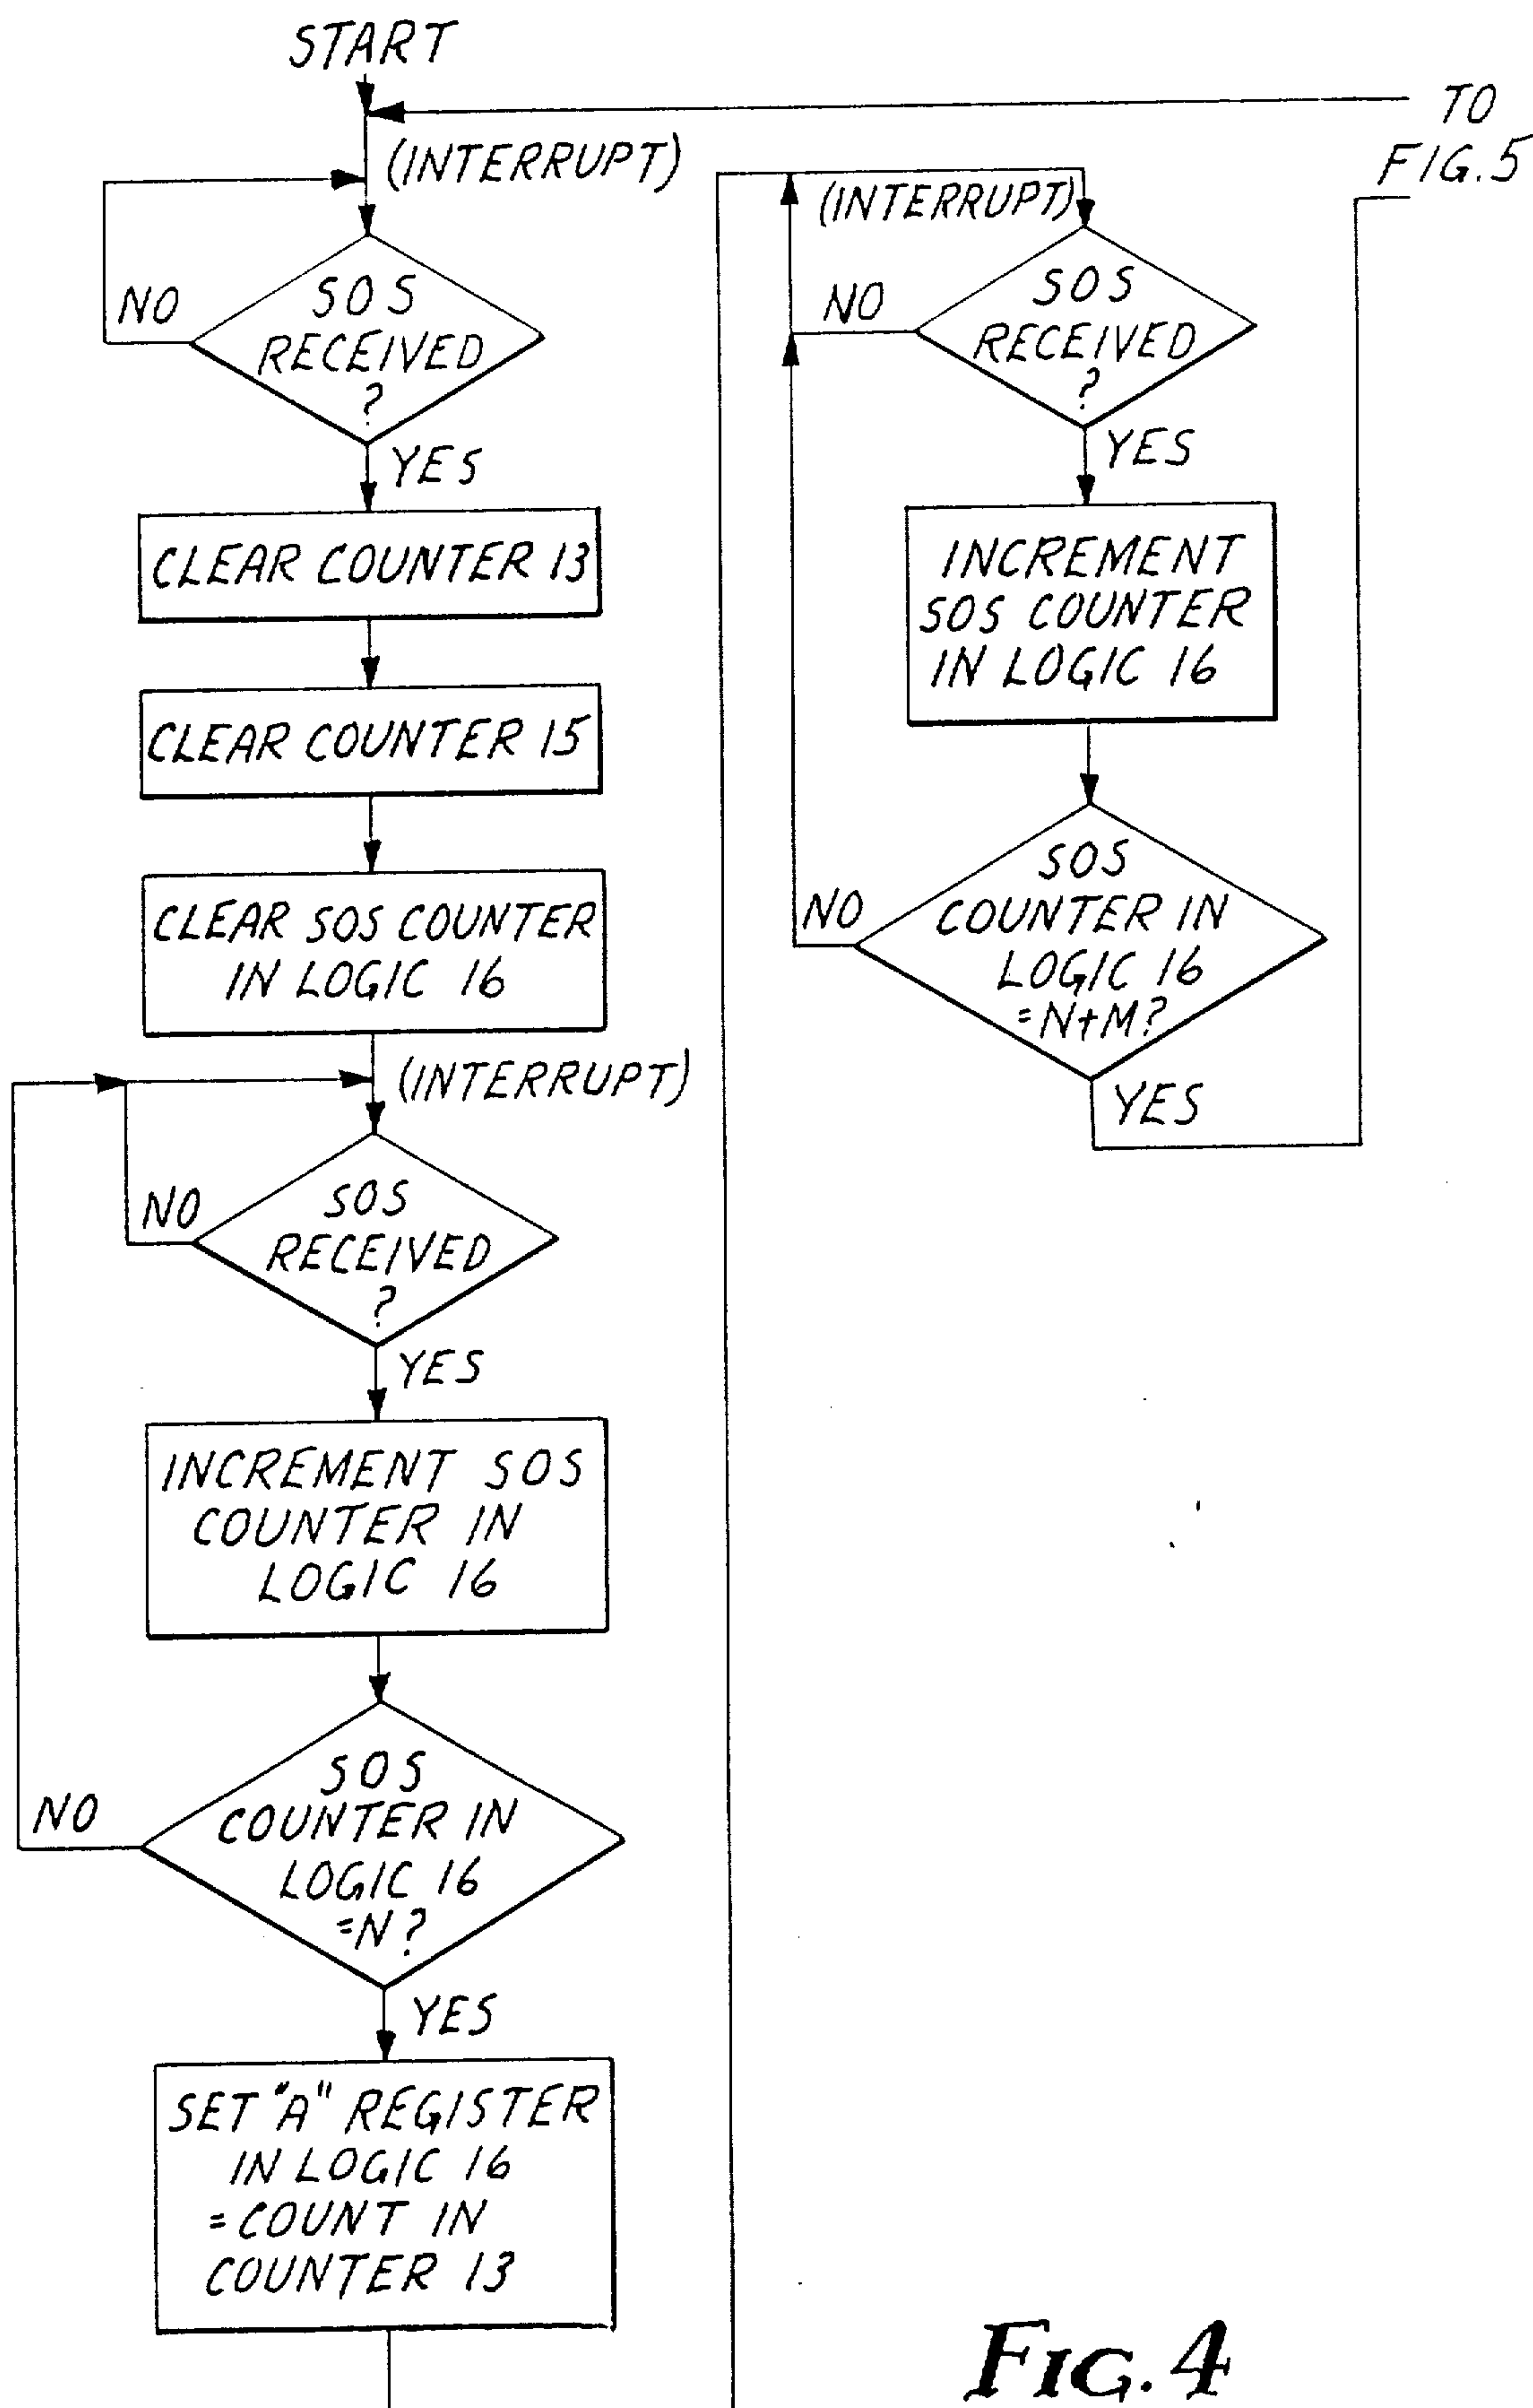 START
(INTERRUPT)
NO
SOS
RECEIVED
?
YES
CLEAR COUNTER 13
CLEAR COUNTER 15
CLEAR SOS COUNTER
IN LOGIC 16
(INTERRUPT)
NO
SOS
RECEIVED
?
YES
INCREMENT SOS
COUNTER IN
LOGIC 16
NO
SOS
COUNTER IN
LOGIC 16
=N?
YES
SET "A" REGISTER
IN LOGIC 16
=COUNT IN
COUNTER 13
TO
FIG.5
(INTERRUPT)
NO
SOS
RECEIVED
?
YES
INCREMENT
SOS COUNTER
IN LOGIC 16
NO
SOS
COUNTER IN
LOGIC 16
=N+M?
YES
FIG. 4